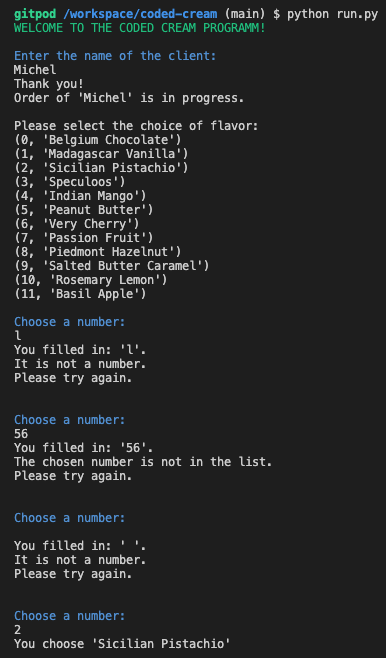 gitpod /workspace/coded-cream (main) $ python run.py
WELCOME TO THE CODED CREAM PROGRAMM!
Enter the name of the client:
Michel
Thank you!
Order of 'Michel' is in progress.
Please select the choice of flavor:
(0, 'Belgium Chocolate')
(1, 'Madagascar Vanilla')
(2, 'Sicilian Pistachio')
(3, 'Speculoos')
(4, 'Indian Mango')
(5, 'Peanut Butter')
(6, 'Very Cherry')
(7, 'Passion Fruit')
(8, 'Piedmont Hazelnut')
(9, 'Salted Butter Caramel')
(10, 'Rosemary Lemon')
(11, 'Basil Apple')
Choose a number:
l
You filled in: 'l'.
It is not a number.
Please try again.
Choose a number:
56
You filled in: '56'.
The chosen number is not in the list.
Please try again.
Choose a number:
You filled in: ' '.
It is not a number.
Please try again.
Choose a number:
2
You choose 'Sicilian Pistachio'